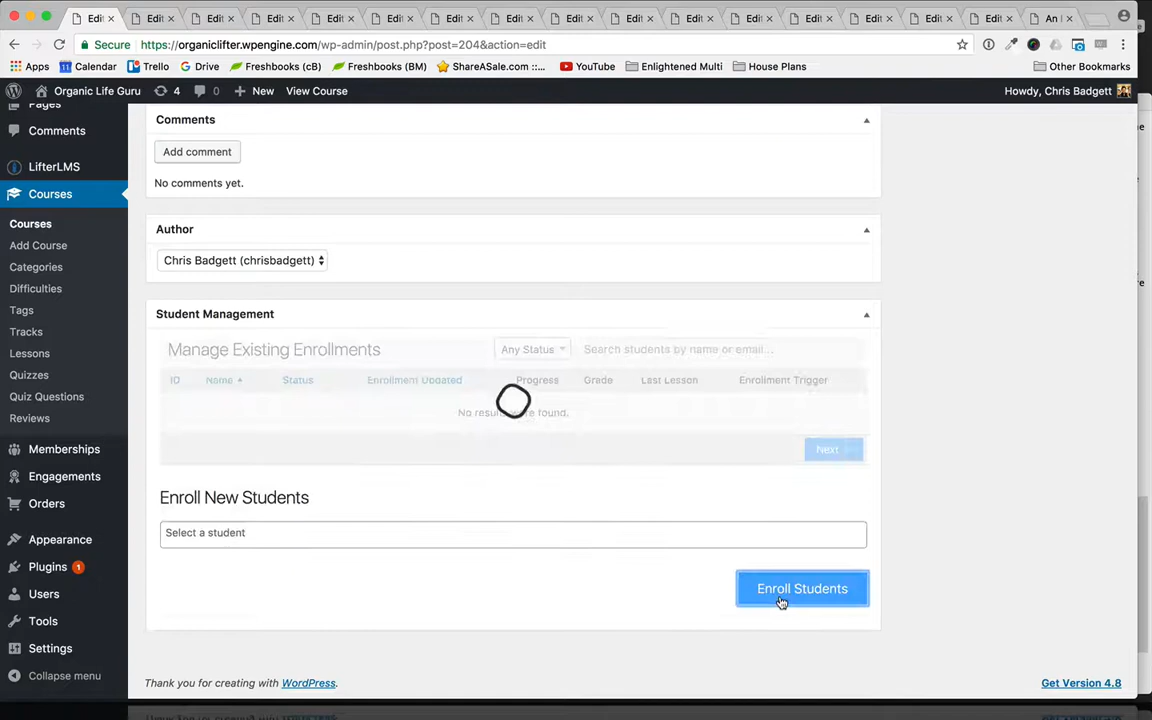 Edit × Edit × Edit × Edit × Edit × Edit × Edit × Edit × Edit × Edit × Edit × Edit × Edit × Edit × Edit × Edit × An I ×
Secure https://organiclifter.wpengine.com/wp-admin/post.php?post=204&action=edit
Apps Calendar Trello Drive Freshbooks (cB) Freshbooks (BM) ShareASale.com ::... YouTube Enlightened Multi House Plans Other Bookmarks
Organic Life Guru 4 0 New View Course Howdy, Chris Badgett
Pages
Comments
LifterLMS
Courses
Courses
Add Course
Categories
Difficulties
Tags
Tracks
Lessons
Quizzes
Quiz Questions
Reviews
Memberships
Engagements
Orders
Appearance
Plugins 1
Users
Tools
Settings
Collapse menu
Comments
Add comment
No comments yet.
Author
Chris Badgett (chrisbadgett)
Student Management
Manage Existing Enrollments Any Status Search students by name or email...
ID Name Status Enrollment Updated Progress Grade Last Lesson Enrollment Trigger
No results were found.
Next
Enroll New Students
Select a student
Enroll Students
Thank you for creating with WordPress. Get Version 4.8